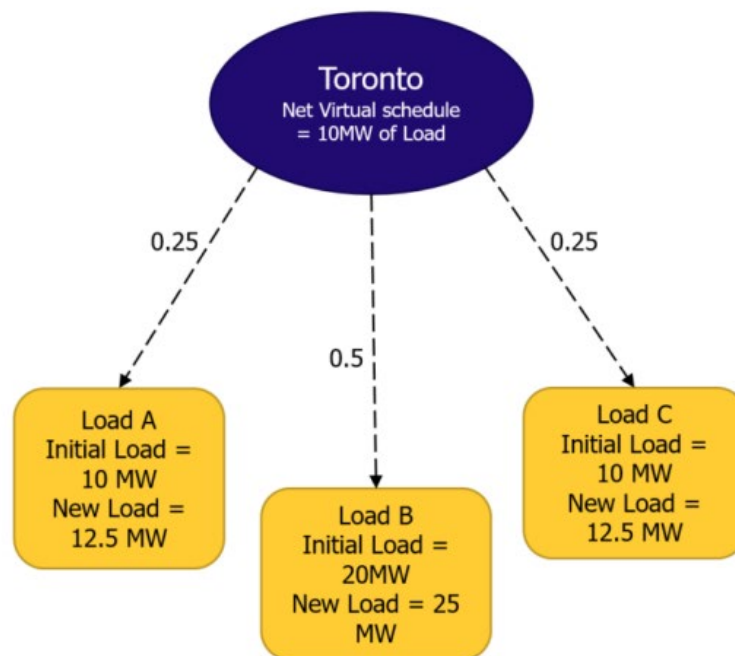 Toronto
Net Virtual schedule
= 10MW of Load
0.25
0.25
0.5
Load A
Initial Load =
10 MW
New Load =
12.5 MW
Load B
Initial Load =
20MW
New Load = 25
MW
Load C
Initial Load =
10 MW
New Load =
12.5 MW